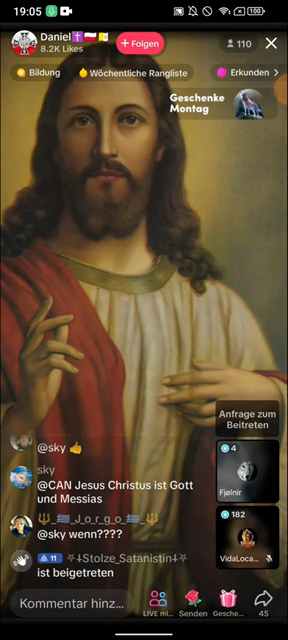 19:05
100
Daniel✝️🇵🇱🇻🇦
8.2K Likes
+ Folgen
110
Bildung
Wöchentliche Rangliste
Erkunden >
Geschenke
Montag
@sky 👍
sky
@CAN Jesus Christus ist Gott
und Messias
🔱_🇬🇷_J_o_r_g_o_🇬🇷_🔱
@sky wenn????
11 ⛧⸸Stolze_Satanistin⸸⛧
ist beigetreten
Anfrage zum
Beitreten
4
Fjølnir
182
VidaLoca...
Kommentar hinz...
LIVE mi...
Senden
Gesche...
45